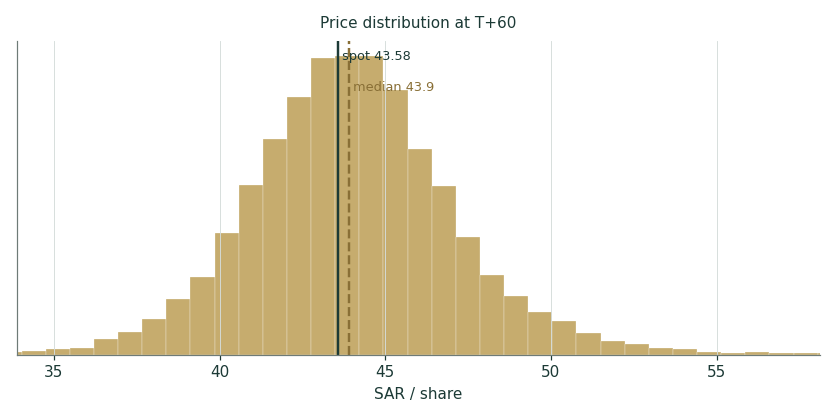 Price distribution at T+60
spot 43.58
median 43.9
35 40 45 50 55
SAR / share